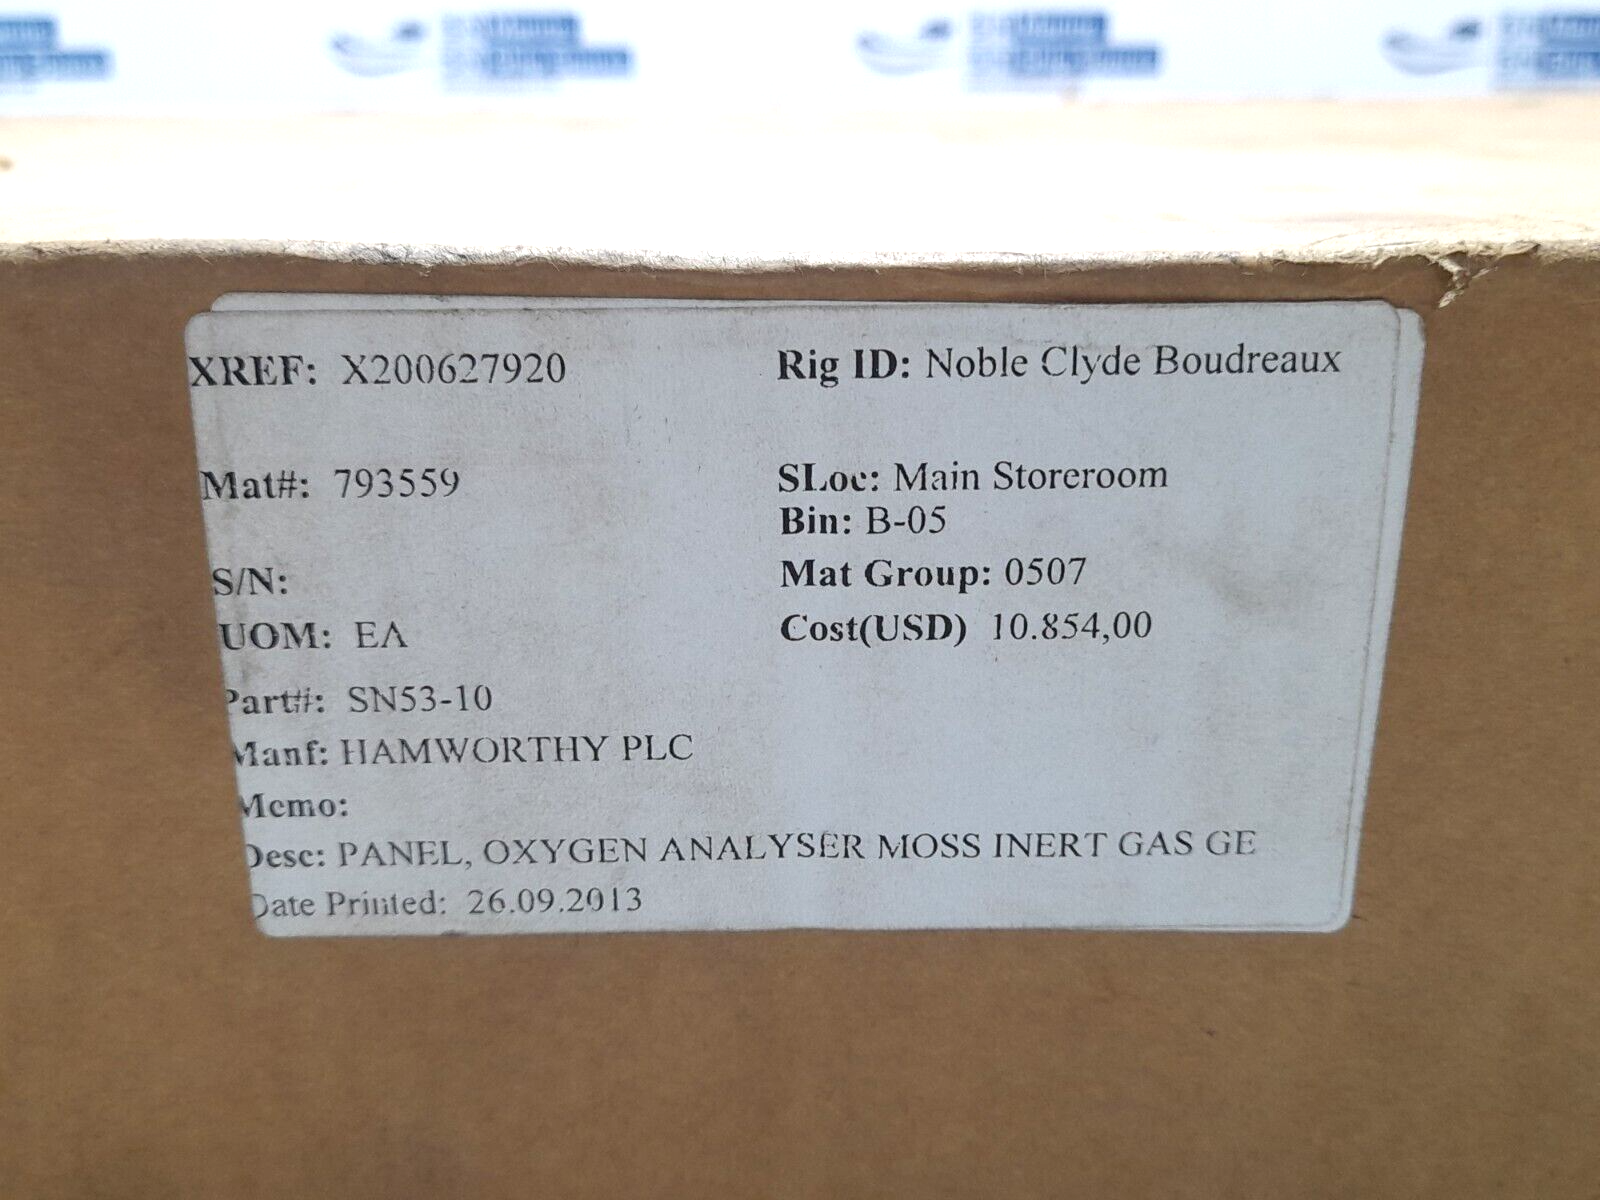 XREF: X200627920
Rig ID: Noble Clyde Boudreaux
Mat#: 793559
SLoc: Main Storeroom
Bin: B-05
S/N:
Mat Group: 0507
UOM: EA
Cost(USD) 10.854,00
Part#: SN53-10
Manf: HAMWORTHY PLC
Memo:
Desc: PANEL, OXYGEN ANALYSER MOSS INERT GAS GE
Date Printed: 26.09.2013